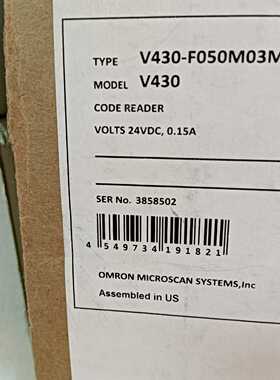 TYPE V430-F050M03M
MODEL V430
CODE READER
VOLTS 24VDC, 0.15A
SER No. 3858502
4 549734 191821
OMRON MICROSCAN SYSTEMS,Inc
Assembled in US